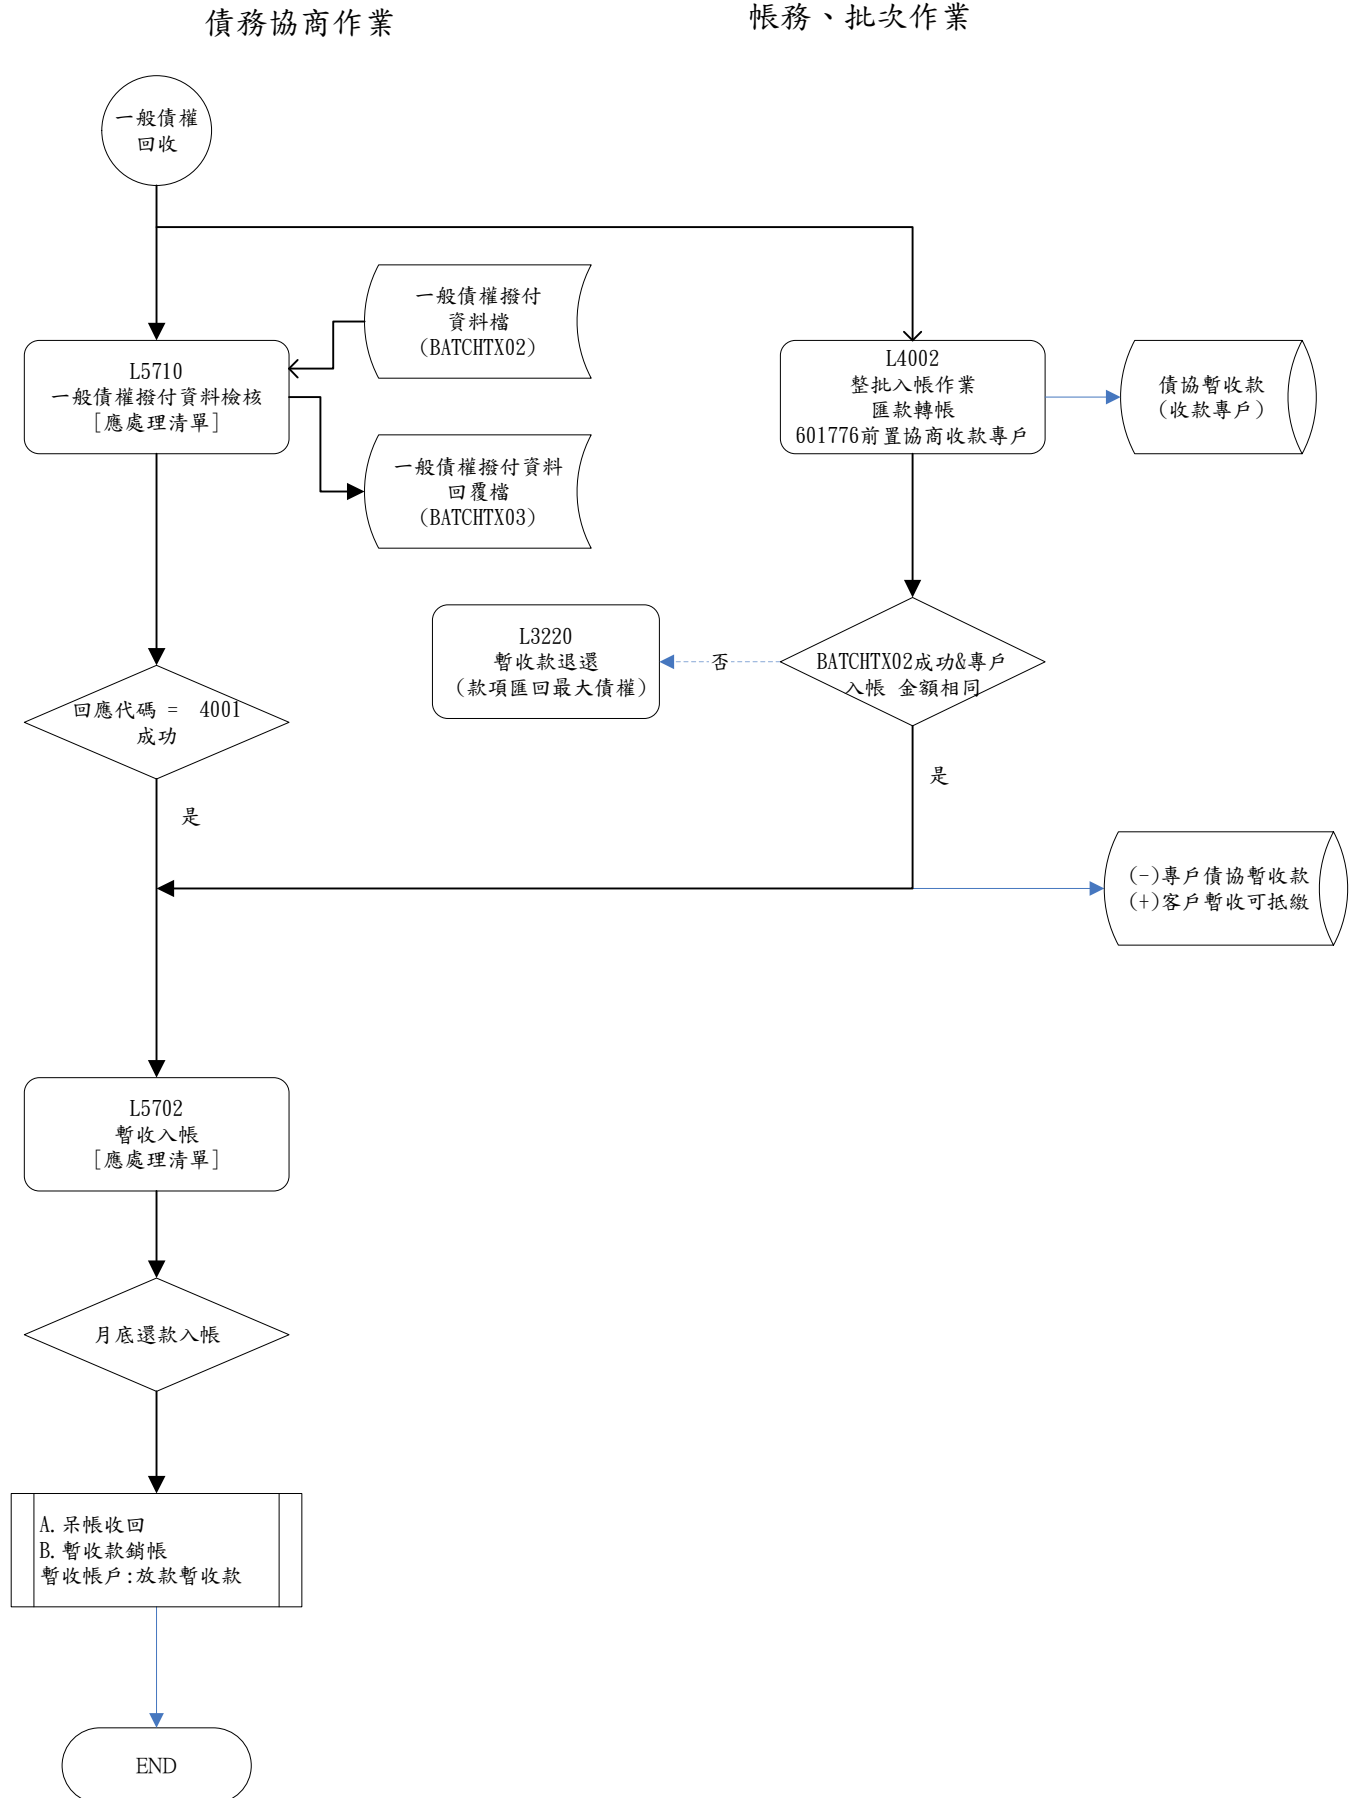 債務協商作業
帳務、批次作業
一般債權
回收
一般債權撥付
資料檔
(BATCHTX02)
L5710
一般債權撥付資料檢核
[應處理清單]
L4002
整批入帳作業
匯款轉帳
601776前置協商收款專戶
債協暫收款
(收款專戶)
一般債權撥付資料
回覆檔
(BATCHTX03)
L3220
暫收款退還
(款項匯回最大債權)
否
BATCHTX02成功&專戶
入帳 金額相同
回應代碼 = 4001
成功
是
是
(-)專戶債協暫收款
(+)客戶暫收可抵繳
L5702
暫收入帳
[應處理清單]
月底還款入帳
A.呆帳收回
B.暫收款銷帳
暫收帳戶:放款暫收款
END